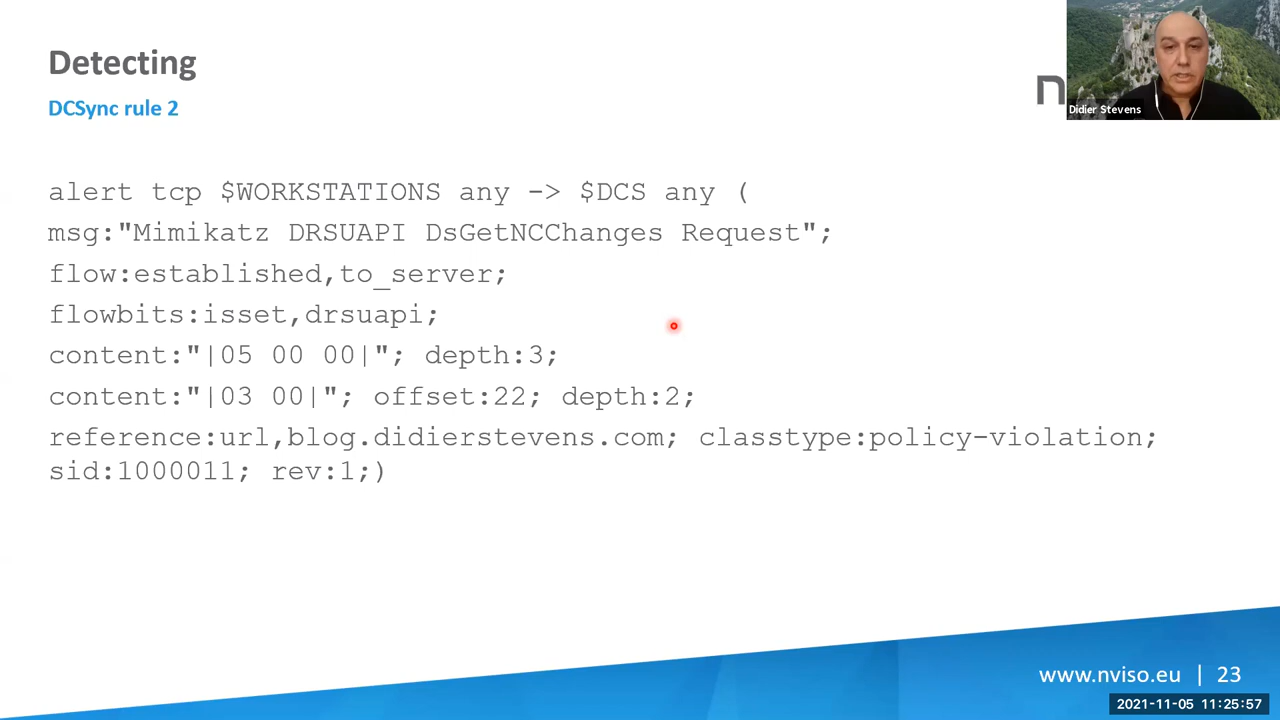 Detecting
DCSync rule 2
n
Didier Stevens
alert tcp $WORKSTATIONS any -> $DCS any (
msg:"Mimikatz DRSUAPI DsGetNCChanges Request";
flow:established,to_server;
flowbits:isset,drsuapi;
content:"|05 00 00|"; depth:3;
content:"|03 00|"; offset:22; depth:2;
reference:url,blog.didierstevens.com; classtype:policy-violation;
sid:1000011; rev:1;)
www.nviso.eu | 23
2021-11-05 11:25:57